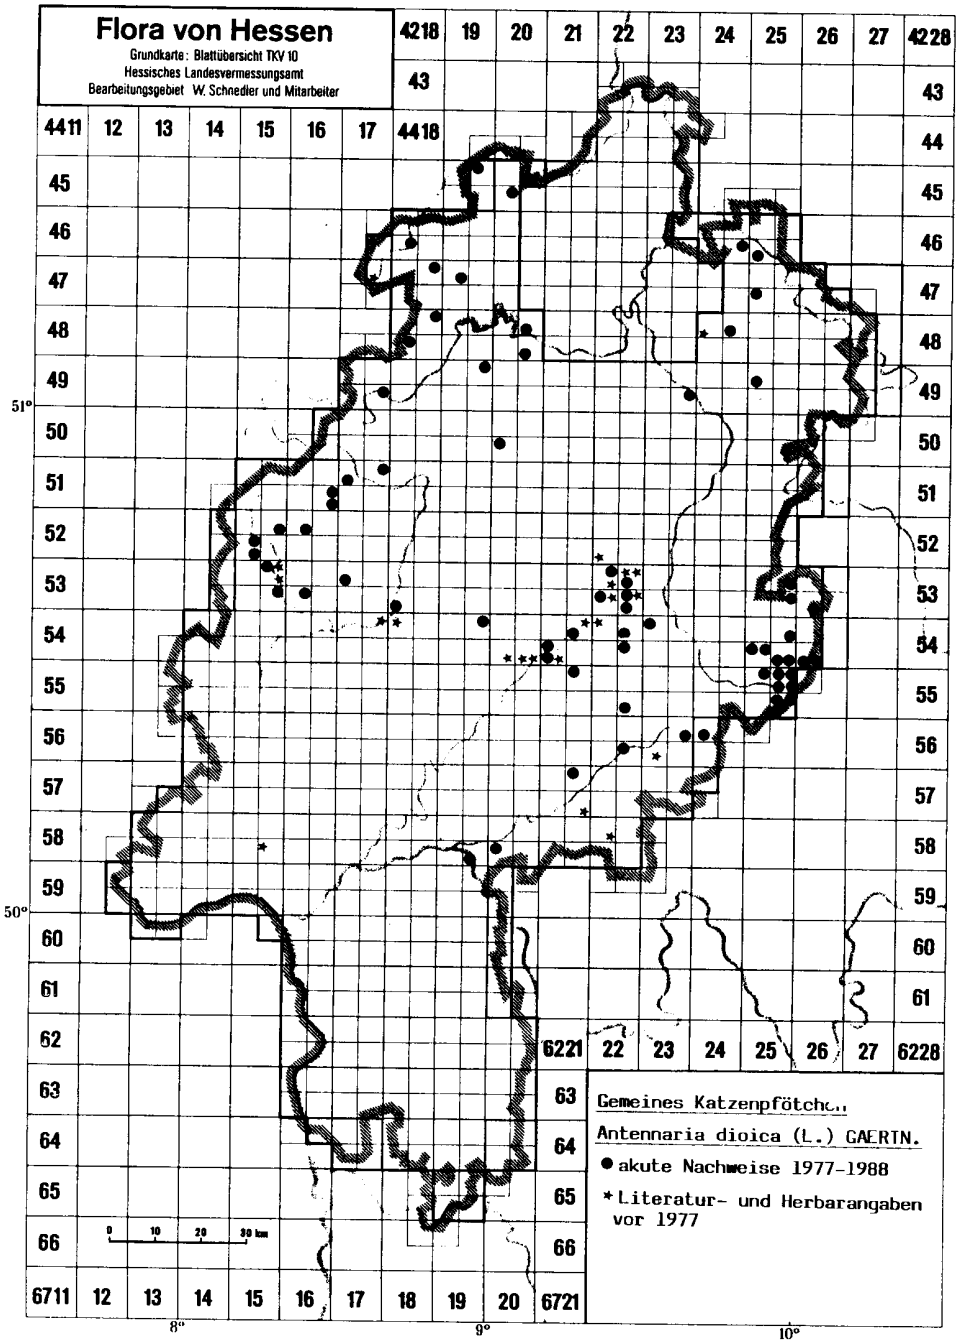 Flora von Hessen
Grundkarte: Blattübersicht TKV 10
Hessisches Landesvermessungsamt
Bearbeitungsgebiet W. Schnedler und Mitarbeiter
4218 19 20 21 22 23 24 25 26 27 4228
43 43
4411 12 13 14 15 16 17 4418 44
45 45
46 46
47 47
48 48
49 49
51°
50 50
51 51
52 52
53 53
54 54
55 55
56 56
57 57
58 58
59 59
50°
60 60
61 61
62 6221 22 23 24 25 26 27 6228
63 63
64 64
65 65
66 66
6711 12 13 14 15 16 17 18 19 20 6721
8° 9° 10°
0 10 20 30 km
Gemeines Katzenpfötchen
Antennaria dioica (L.) GAERTN.
● akute Nachweise 1977-1988
* Literatur- und Herbarangaben
vor 1977